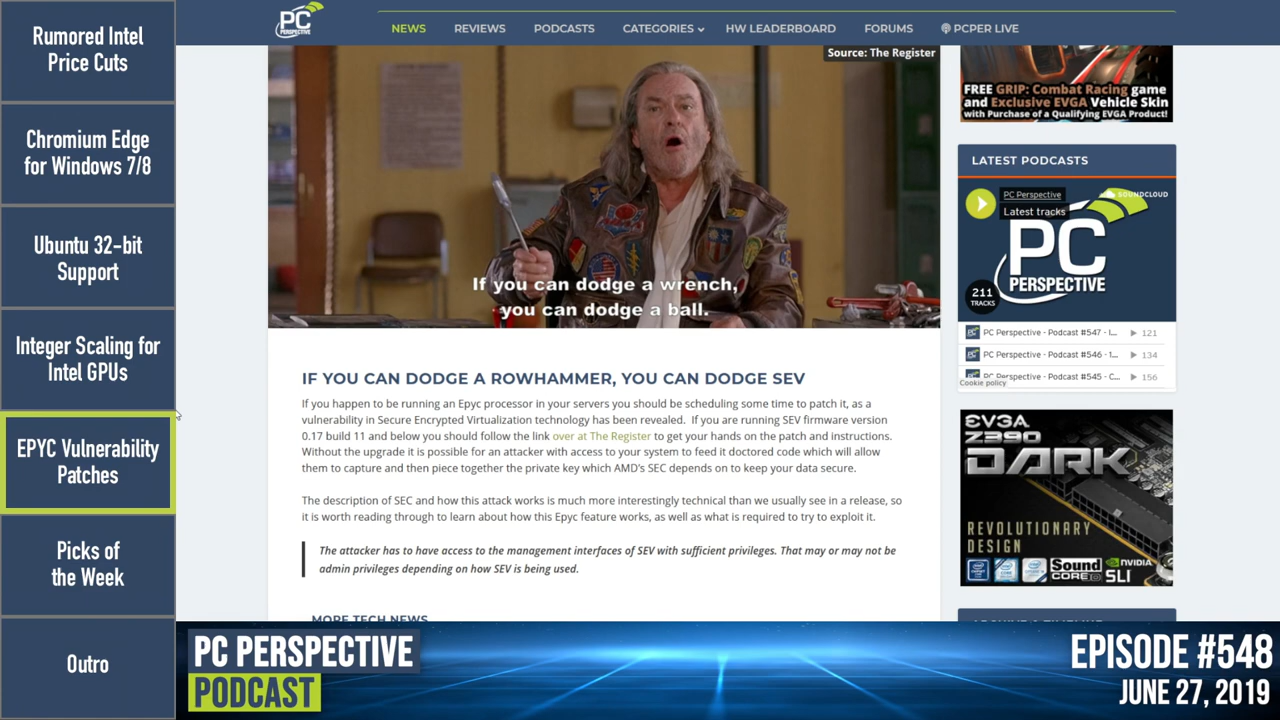 Rumored Intel
Price Cuts
Chromium Edge
for Windows 7/8
Ubuntu 32-bit
Support
Integer Scaling for
Intel GPUs
EPYC Vulnerability
Patches
Picks of
the Week
Outro
PC
PERSPECTIVE
NEWS
REVIEWS
PODCASTS
CATEGORIES
HW LEADERBOARD
FORUMS
PCPER LIVE
Source: The Register
If you can dodge a wrench,
you can dodge a ball.
IF YOU CAN DODGE A ROWHAMMER, YOU CAN DODGE SEV
If you happen to be running an Epyc processor in your servers you should be scheduling some time to patch it, as a
vulnerability in Secure Encrypted Virtualization technology has been revealed.  If you are running SEV firmware version
0.17 build 11 and below you should follow the link over at The Register to get your hands on the patch and instructions.
Without the upgrade it is possible for an attacker with access to your system to feed it doctored code which will allow
them to capture and then piece together the private key which AMD's SEC depends on to keep your data secure.
The description of SEC and how this attack works is much more interestingly technical than we usually see in a release, so
it is worth reading through to learn about how this Epyc feature works, as well as what is required to try to exploit it.
The attacker has to have access to the management interfaces of SEV with sufficient privileges. That may or may not be
admin privileges depending on how SEV is being used.
MORE TECH NEWS
FREE GRIP: Combat Racing game
and Exclusive EVGA Vehicle Skin
with Purchase of a Qualifying EVGA Product!
LATEST PODCASTS
PC Perspective
SOUNDCLOUD
Latest tracks
PC
PERSPECTIVE
211
TRACKS
PC Perspective - Podcast #547 - I... 121
PC Perspective - Podcast #546 - 1... 134
PC Perspective - Podcast #545 - C... 156
Cookie policy
EVGA
Z390
DARK
REVOLUTIONARY
DESIGN
Sound
CORE3D
NVIDIA
SLI
PC PERSPECTIVE
PODCAST
EPISODE #548
JUNE 27, 2019